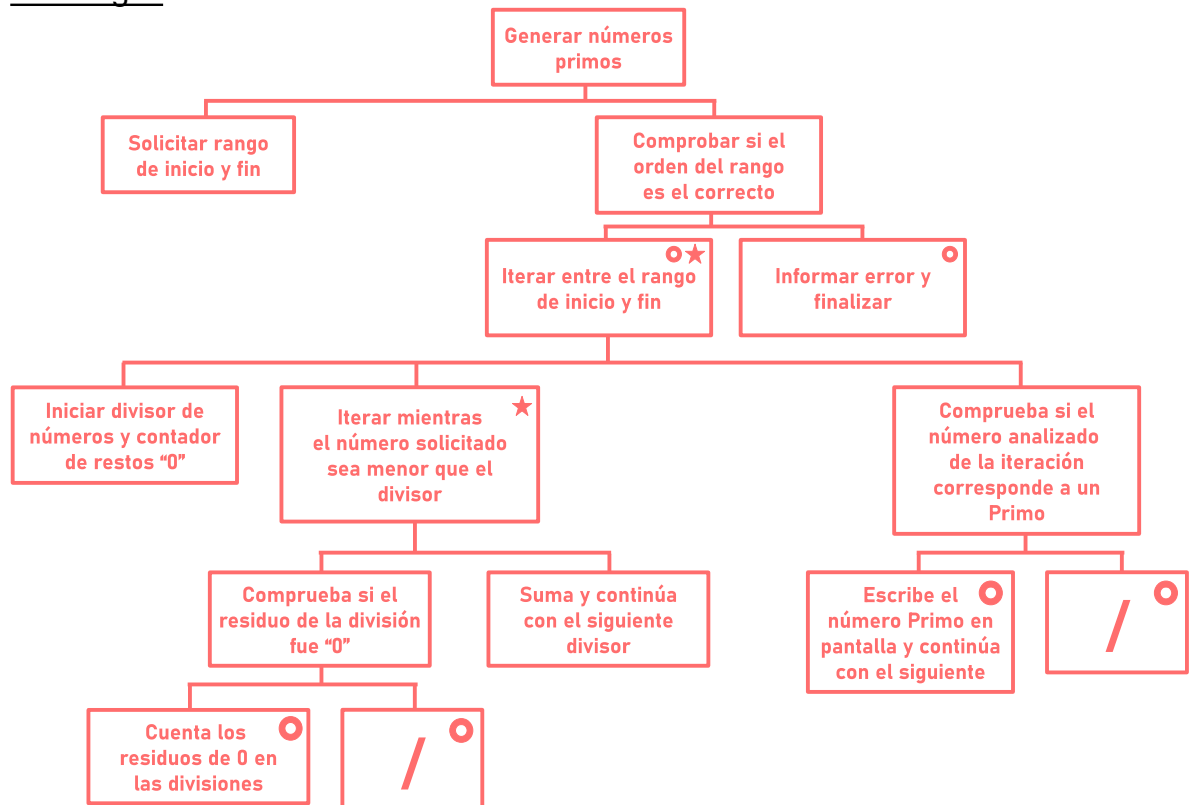 Generar números
primos
Solicitar rango
de inicio y fin
Comprobar si el
orden del rango
es el correcto
Iterar entre el rango
de inicio y fin
Informar error y
finalizar
Iniciar divisor de
números y contador
de restos “0”
Iterar mientras
el número solicitado
sea menor que el
divisor
Comprueba si el
número analizado
de la iteración
corresponde a un
Primo
Comprueba si el
residuo de la división
fue “0”
Suma y continúa
con el siguiente
divisor
Escribe el
número Primo en
pantalla y continúa
con el siguiente
/
Cuenta los
residuos de 0 en
las divisiones
/